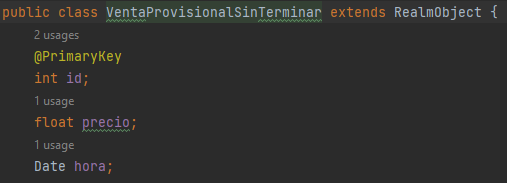 public class VentaProvisionalSinTerminar extends RealmObject {
2 usages
@PrimaryKey
int id;
1 usage
float precio;
1 usage
Date hora;